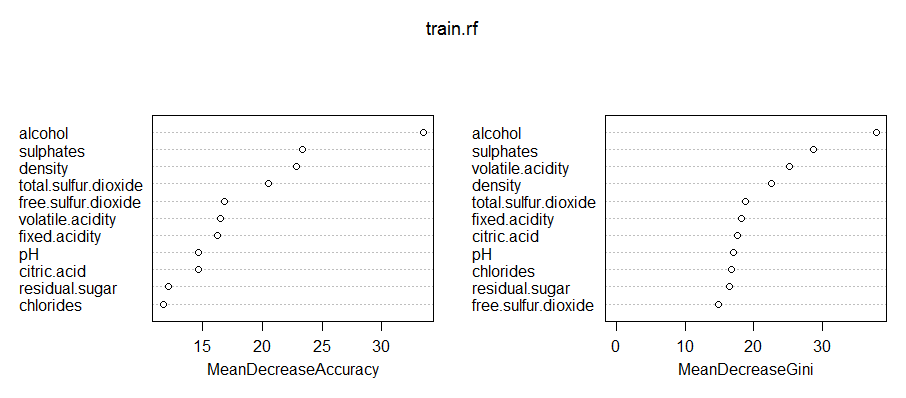 train.rf
alcohol
sulphates
density
total.sulfur.dioxide
free.sulfur.dioxide
volatile.acidity
fixed.acidity
pH
citric.acid
residual.sugar
chlorides
15 20 25 30
MeanDecreaseAccuracy
alcohol
sulphates
volatile.acidity
density
total.sulfur.dioxide
fixed.acidity
citric.acid
pH
chlorides
residual.sugar
free.sulfur.dioxide
0 10 20 30
MeanDecreaseGini